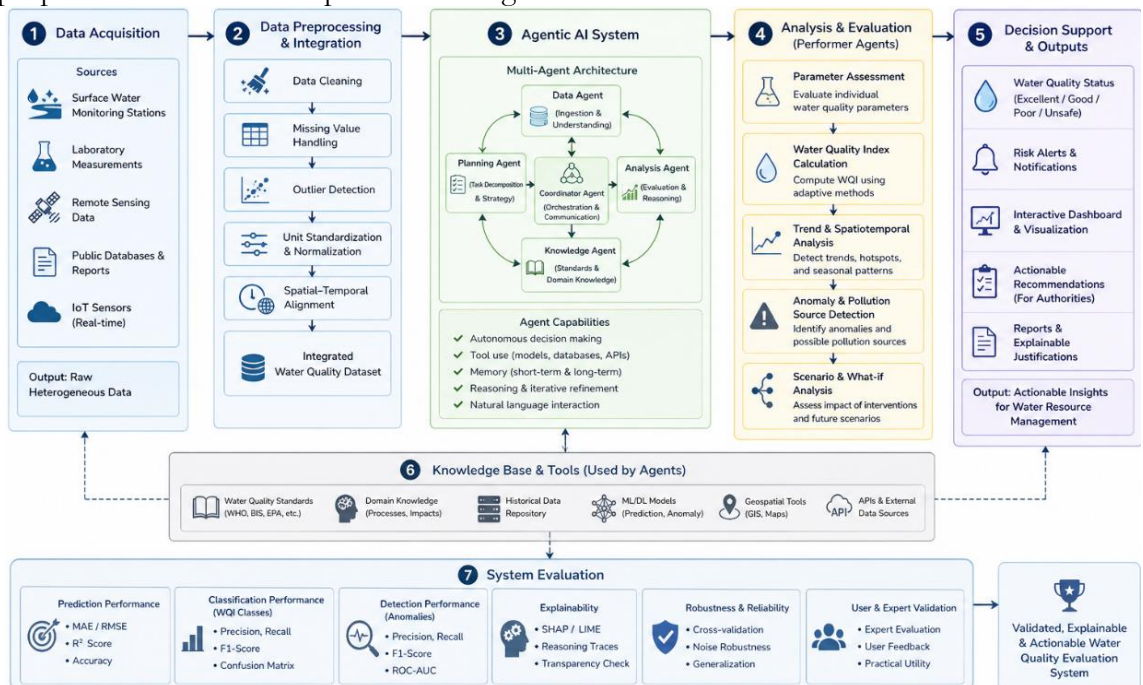 1 Data Acquisition
Sources
Surface Water
Monitoring Stations
Laboratory
Measurements
Remote Sensing
Data
Public Databases &
Reports
IoT Sensors
(Real-time)
Output: Raw
Heterogeneous Data
2 Data Preprocessing
& Integration
Data Cleaning
Missing Value
Handling
Outlier Detection
Unit Standardization
& Normalization
Spatial-Temporal
Alignment
Integrated
Water Quality Dataset
3 Agentic AI System
Multi-Agent Architecture
Data Agent
(Ingestion &
Understanding)
Planning Agent
(Task Decomposition
& Strategy)
Coordinator Agent
(Orchestration &
Communication)
Analysis Agent
(Evaluation &
Reasoning)
Knowledge Agent
(Standards &
Domain Knowledge)
Agent Capabilities
✓ Autonomous decision making
✓ Tool use (models, databases, APIs)
✓ Memory (short-term & long-term)
✓ Reasoning & iterative refinement
✓ Natural language interaction
4 Analysis & Evaluation
(Performer Agents)
Parameter Assessment
Evaluate individual
water quality parameters
Water Quality Index
Calculation
Compute WQI using
adaptive methods
Trend & Spatiotemporal
Analysis
Detect trends, hotspots,
and seasonal patterns
Anomaly & Pollution
Source Detection
Identify anomalies and
possible pollution sources
Scenario & What-if
Analysis
Assess impact of interventions
and future scenarios
5 Decision Support
& Outputs
Water Quality Status
(Excellent / Good /
Poor / Unsafe)
Risk Alerts &
Notifications
Interactive Dashboard
& Visualization
Actionable
Recommendations
(For Authorities)
Reports &
Explainable
Justifications
Output: Actionable Insights
for Water Resource
Management
6 Knowledge Base & Tools (Used by Agents)
Water Quality Standards
(WHO, BIS, EPA, etc.)
Domain Knowledge
(Processes, Impacts)
Historical Data
Repository
ML/DL Models
(Prediction, Anomaly)
Geospatial Tools
(GIS, Maps)
API
APIs & External
Data Sources
7 System Evaluation
Prediction Performance
• MAE / RMSE
• R² Score
• Accuracy
Classification Performance
(WQI Classes)
• Precision, Recall
• F1-Score
• Confusion Matrix
Detection Performance
(Anomalies)
• Precision, Recall
• F1-Score
• ROC-AUC
Explainability
• SHAP / LIME
• Reasoning Traces
• Transparency Check
Robustness & Reliability
• Cross-validation
• Noise Robustness
• Generalization
User & Expert Validation
• Expert Evaluation
• User Feedback
• Practical Utility
Validated, Explainable
& Actionable Water
Quality Evaluation
System